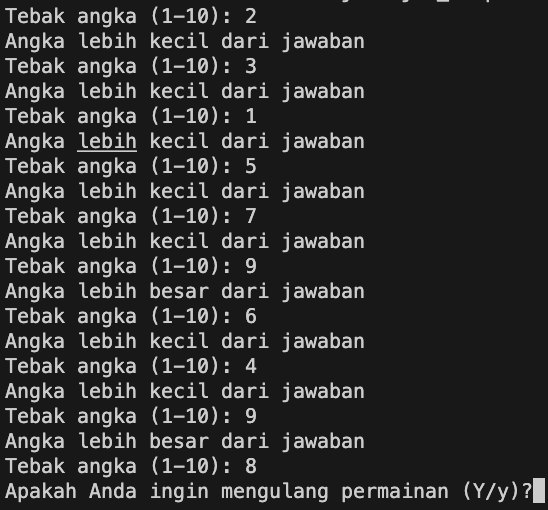 Tebak angka (1-10): 2
Angka lebih kecil dari jawaban
Tebak angka (1-10): 3
Angka lebih kecil dari jawaban
Tebak angka (1-10): 1
Angka lebih kecil dari jawaban
Tebak angka (1-10): 5
Angka lebih kecil dari jawaban
Tebak angka (1-10): 7
Angka lebih kecil dari jawaban
Tebak angka (1-10): 9
Angka lebih besar dari jawaban
Tebak angka (1-10): 6
Angka lebih kecil dari jawaban
Tebak angka (1-10): 4
Angka lebih kecil dari jawaban
Tebak angka (1-10): 9
Angka lebih besar dari jawaban
Tebak angka (1-10): 8
Apakah Anda ingin mengulang permainan (Y/y)?